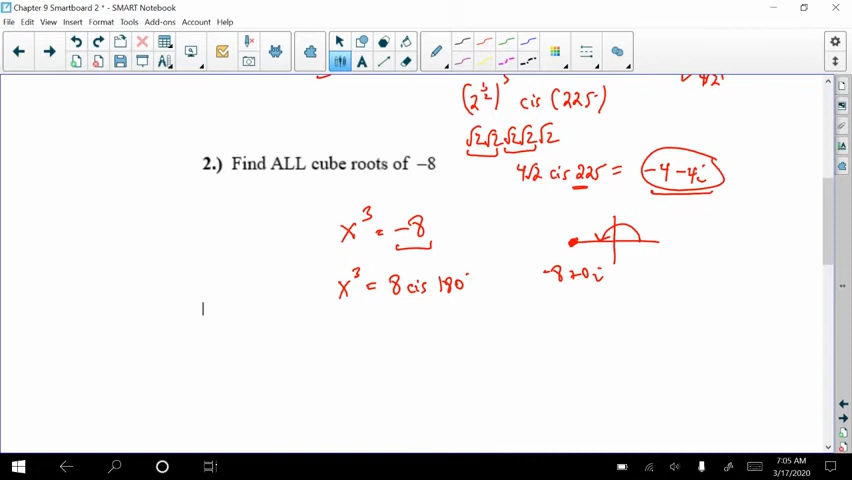 Chapter 9 Smartboard 2 * - SMART Notebook
File Edit View Insert Format Tools Add-ons Account Help
(2^{1/2})^5 cis (225)
√2√2 √2√2 √2
4√2 cis 225 = -4 -4i
2.) Find ALL cube roots of −8
x^3 = -8
-8+0i
x^3 = 8 cis 180°
7:05 AM
3/17/2020